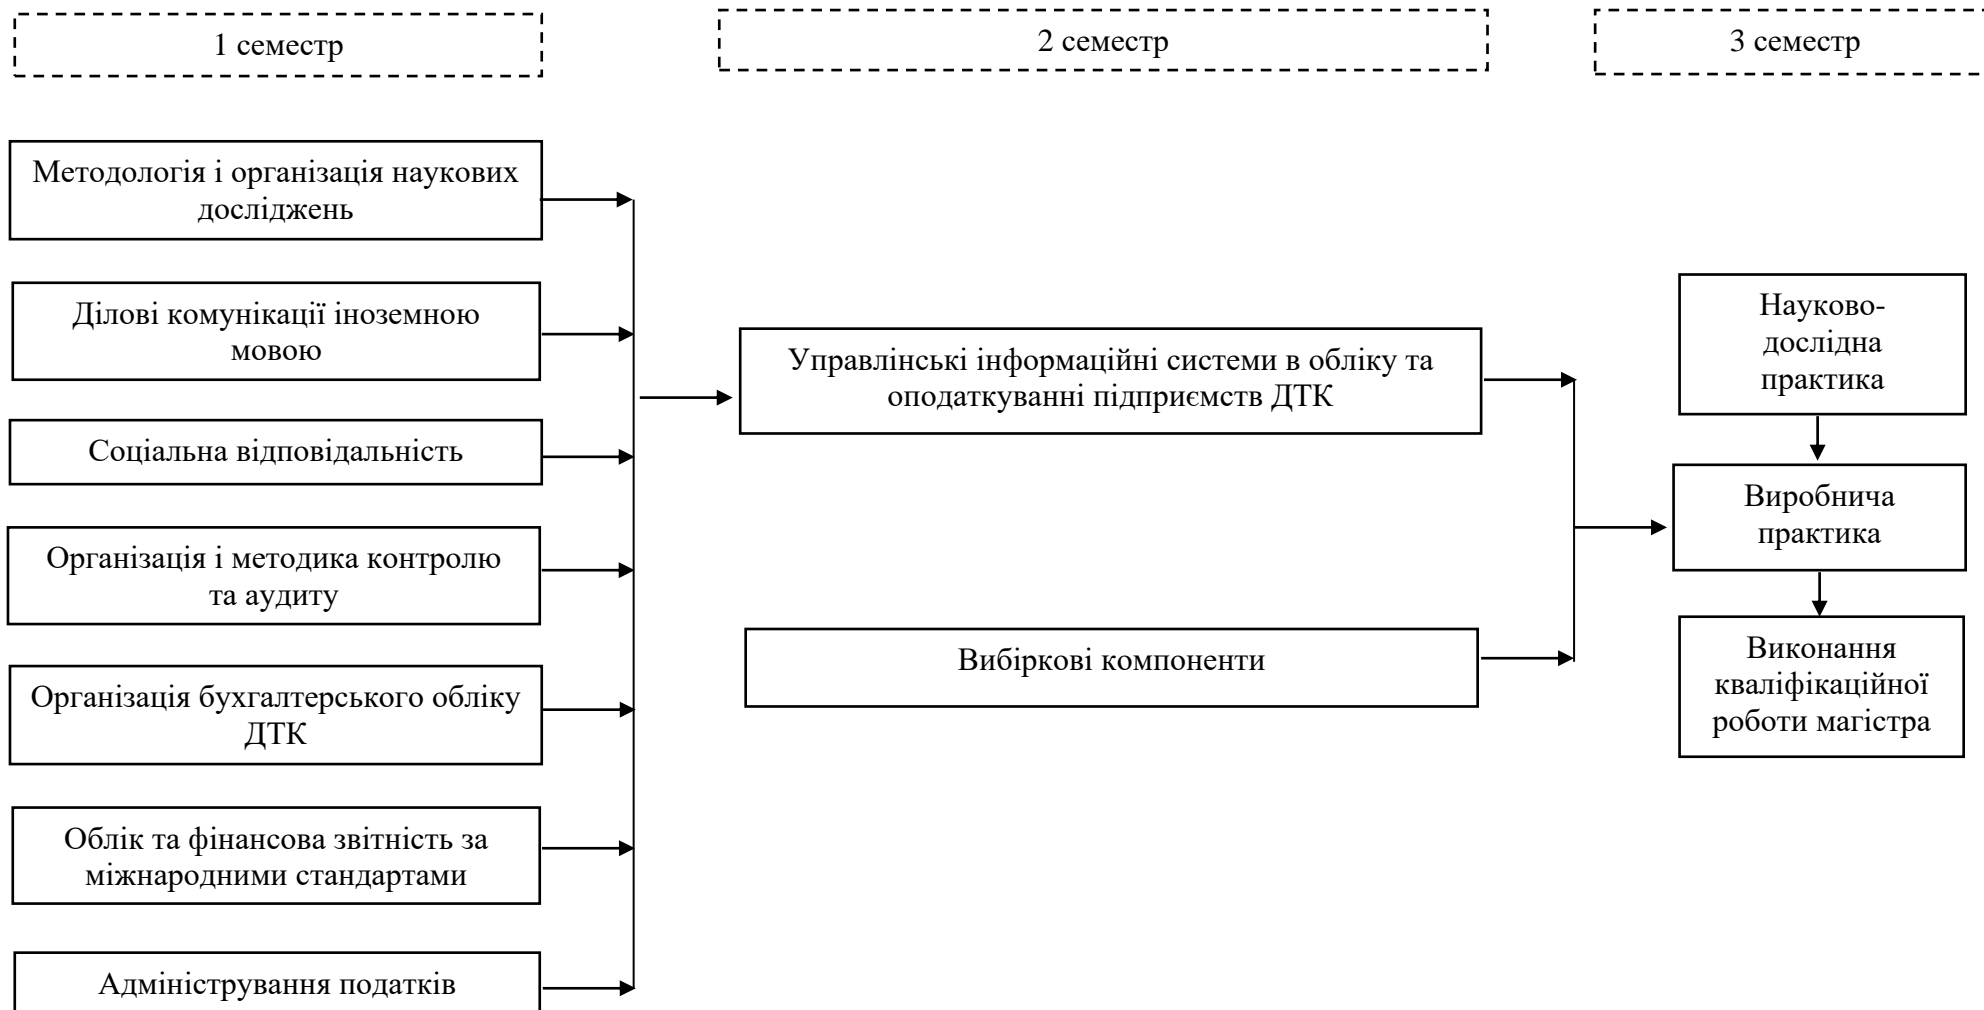 1 семестр
2 семестр
3 семестр
Методологія і організація наукових
досліджень
Ділові комунікації іноземною
мовою
Соціальна відповідальність
Організація і методика контролю
та аудиту
Організація бухгалтерського обліку
ДТК
Облік та фінансова звітність за
міжнародними стандартами
Адміністрування податків
Управлінські інформаційні системи в обліку та
оподаткуванні підприємств ДТК
Вибіркові компоненти
Науково-
дослідна
практика
Виробнича
практика
Виконання
кваліфікаційної
роботи магістра